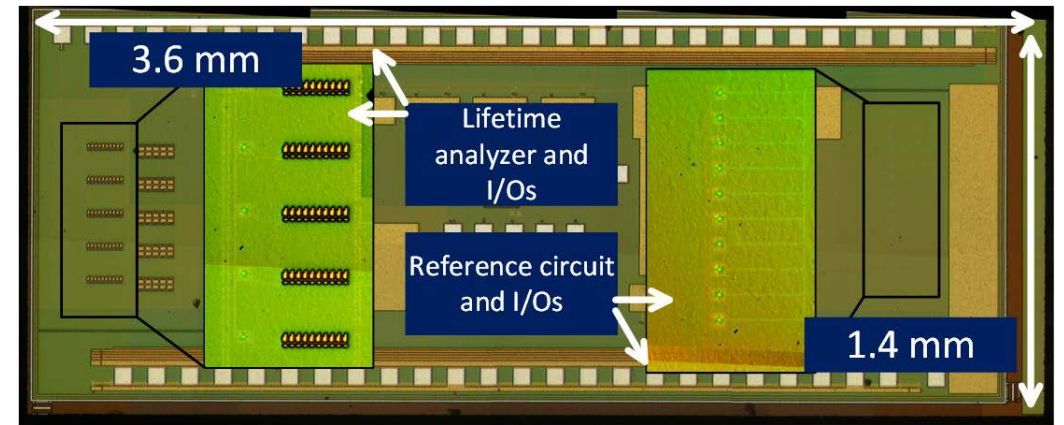 3.6 mm
Lifetime
analyzer and
I/Os
Reference circuit
and I/Os
1.4 mm